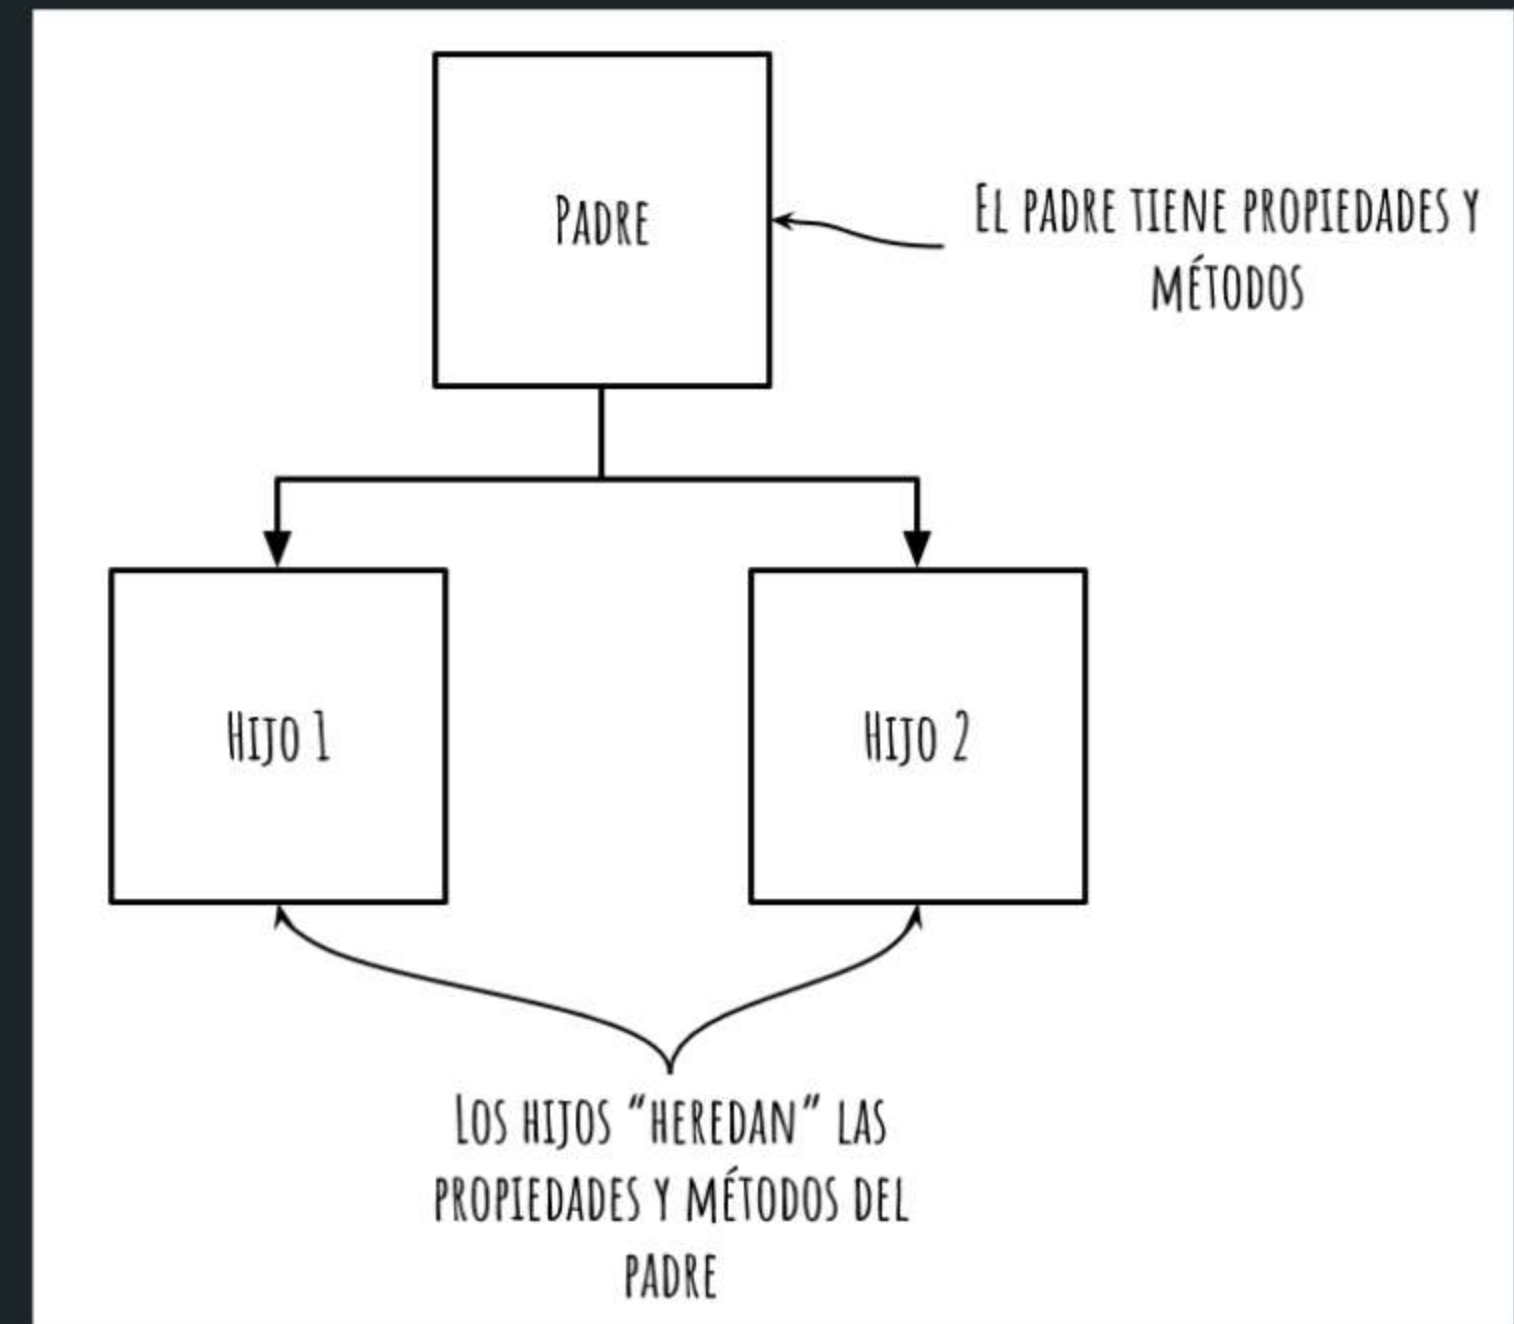 Padre
El padre tiene propiedades y
métodos
Hijo 1
Hijo 2
Los hijos “heredan” las
propiedades y métodos del
padre